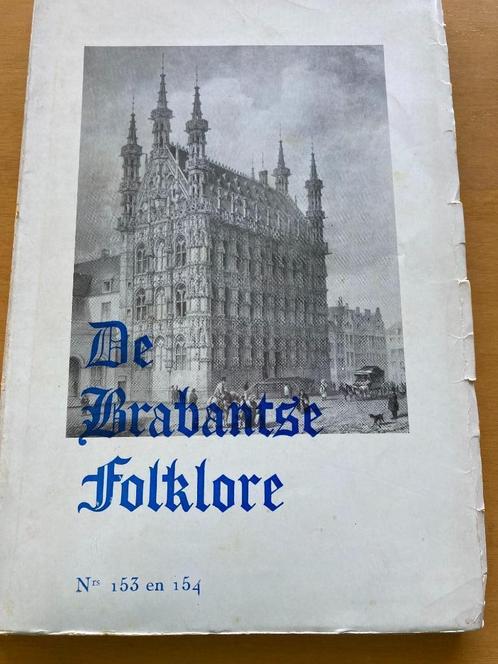 De
Brabantse
Folklore
Nrs 153 en 154